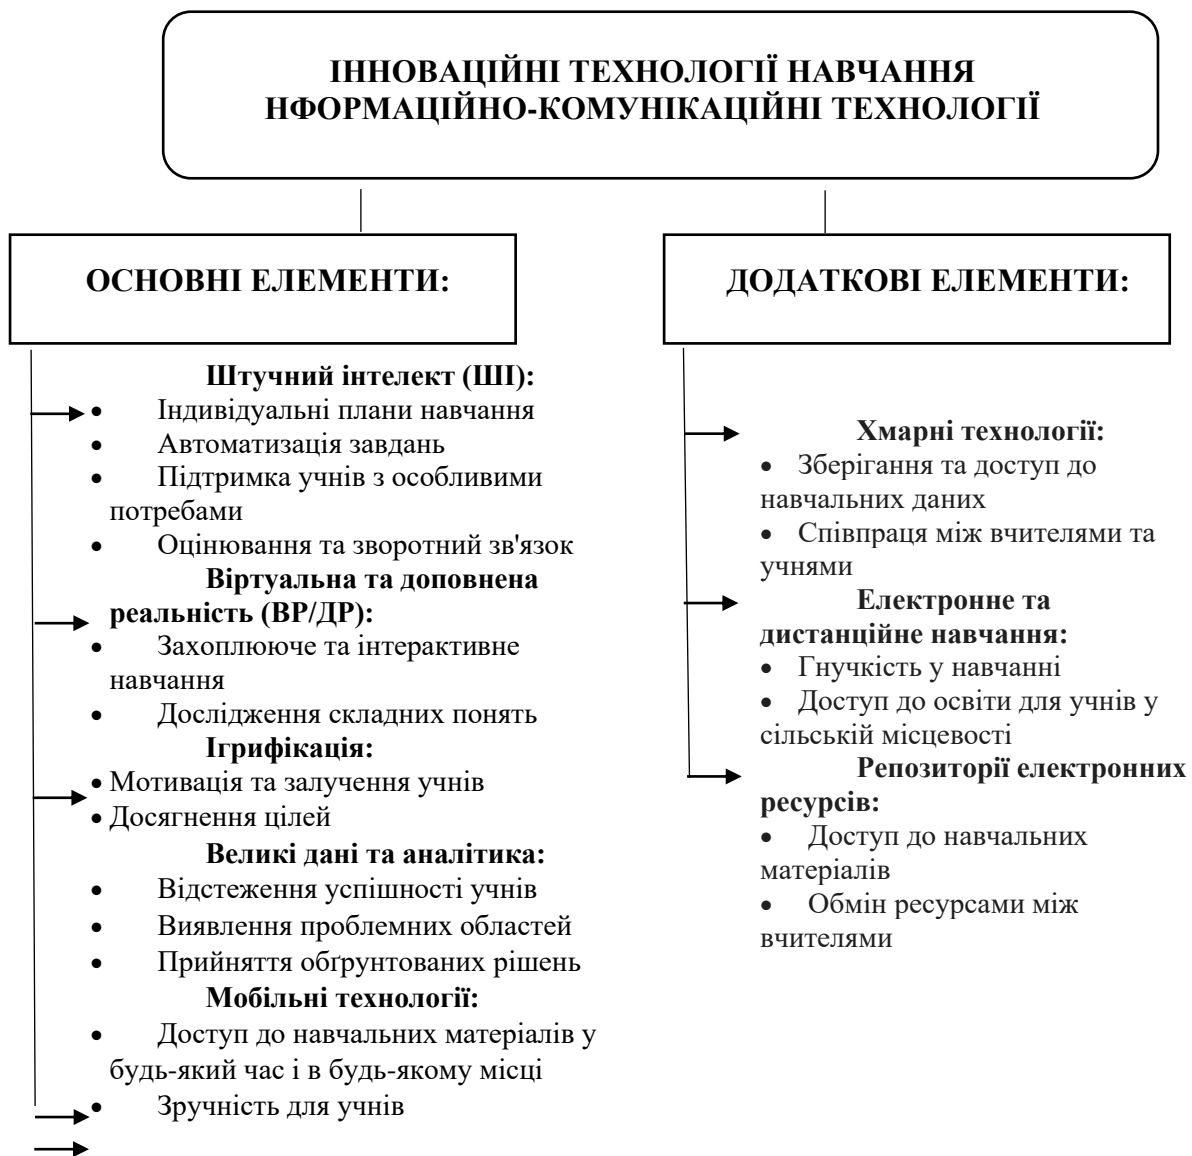 ІННОВАЦІЙНІ ТЕХНОЛОГІЇ НАВЧАННЯ
НФОРМАЦІЙНО-КОМУНІКАЦІЙНІ ТЕХНОЛОГІЇ
ОСНОВНІ ЕЛЕМЕНТИ:
Штучний інтелект (ШІ):
• Індивідуальні плани навчання
• Автоматизація завдань
• Підтримка учнів з особливими
потребами
• Оцінювання та зворотний зв'язок
Віртуальна та доповнена
реальність (ВР/ДР):
• Захоплююче та інтерактивне
навчання
• Дослідження складних понять
Ігрифікація:
• Мотивація та залучення учнів
• Досягнення цілей
Великі дані та аналітика:
• Відстеження успішності учнів
• Виявлення проблемних областей
• Прийняття обґрунтованих рішень
Мобільні технології:
• Доступ до навчальних матеріалів у
будь-який час і в будь-якому місці
• Зручність для учнів
ДОДАТКОВІ ЕЛЕМЕНТИ:
Хмарні технології:
• Зберігання та доступ до
навчальних даних
• Співпраця між вчителями та
учнями
Електронне та
дистанційне навчання:
• Гнучкість у навчанні
• Доступ до освіти для учнів у
сільській місцевості
Репозиторії електронних
ресурсів:
• Доступ до навчальних
матеріалів
• Обмін ресурсами між
вчителями